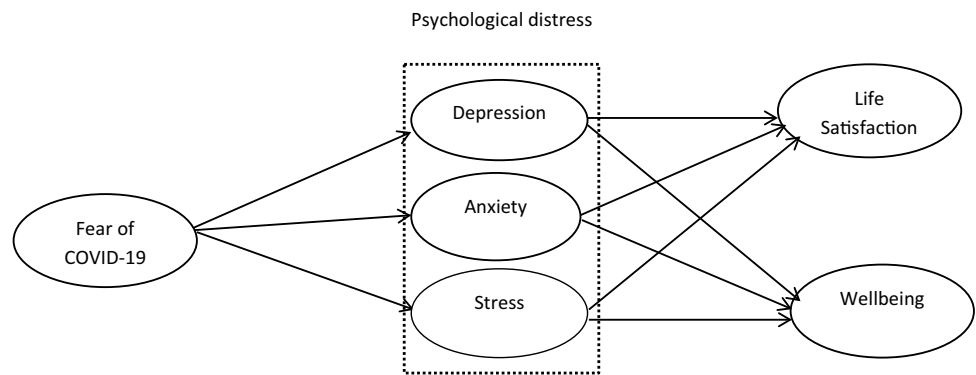 Psychological distress
Depression
Anxiety
Stress
Fear of
COVID-19
Life
Satisfaction
Wellbeing